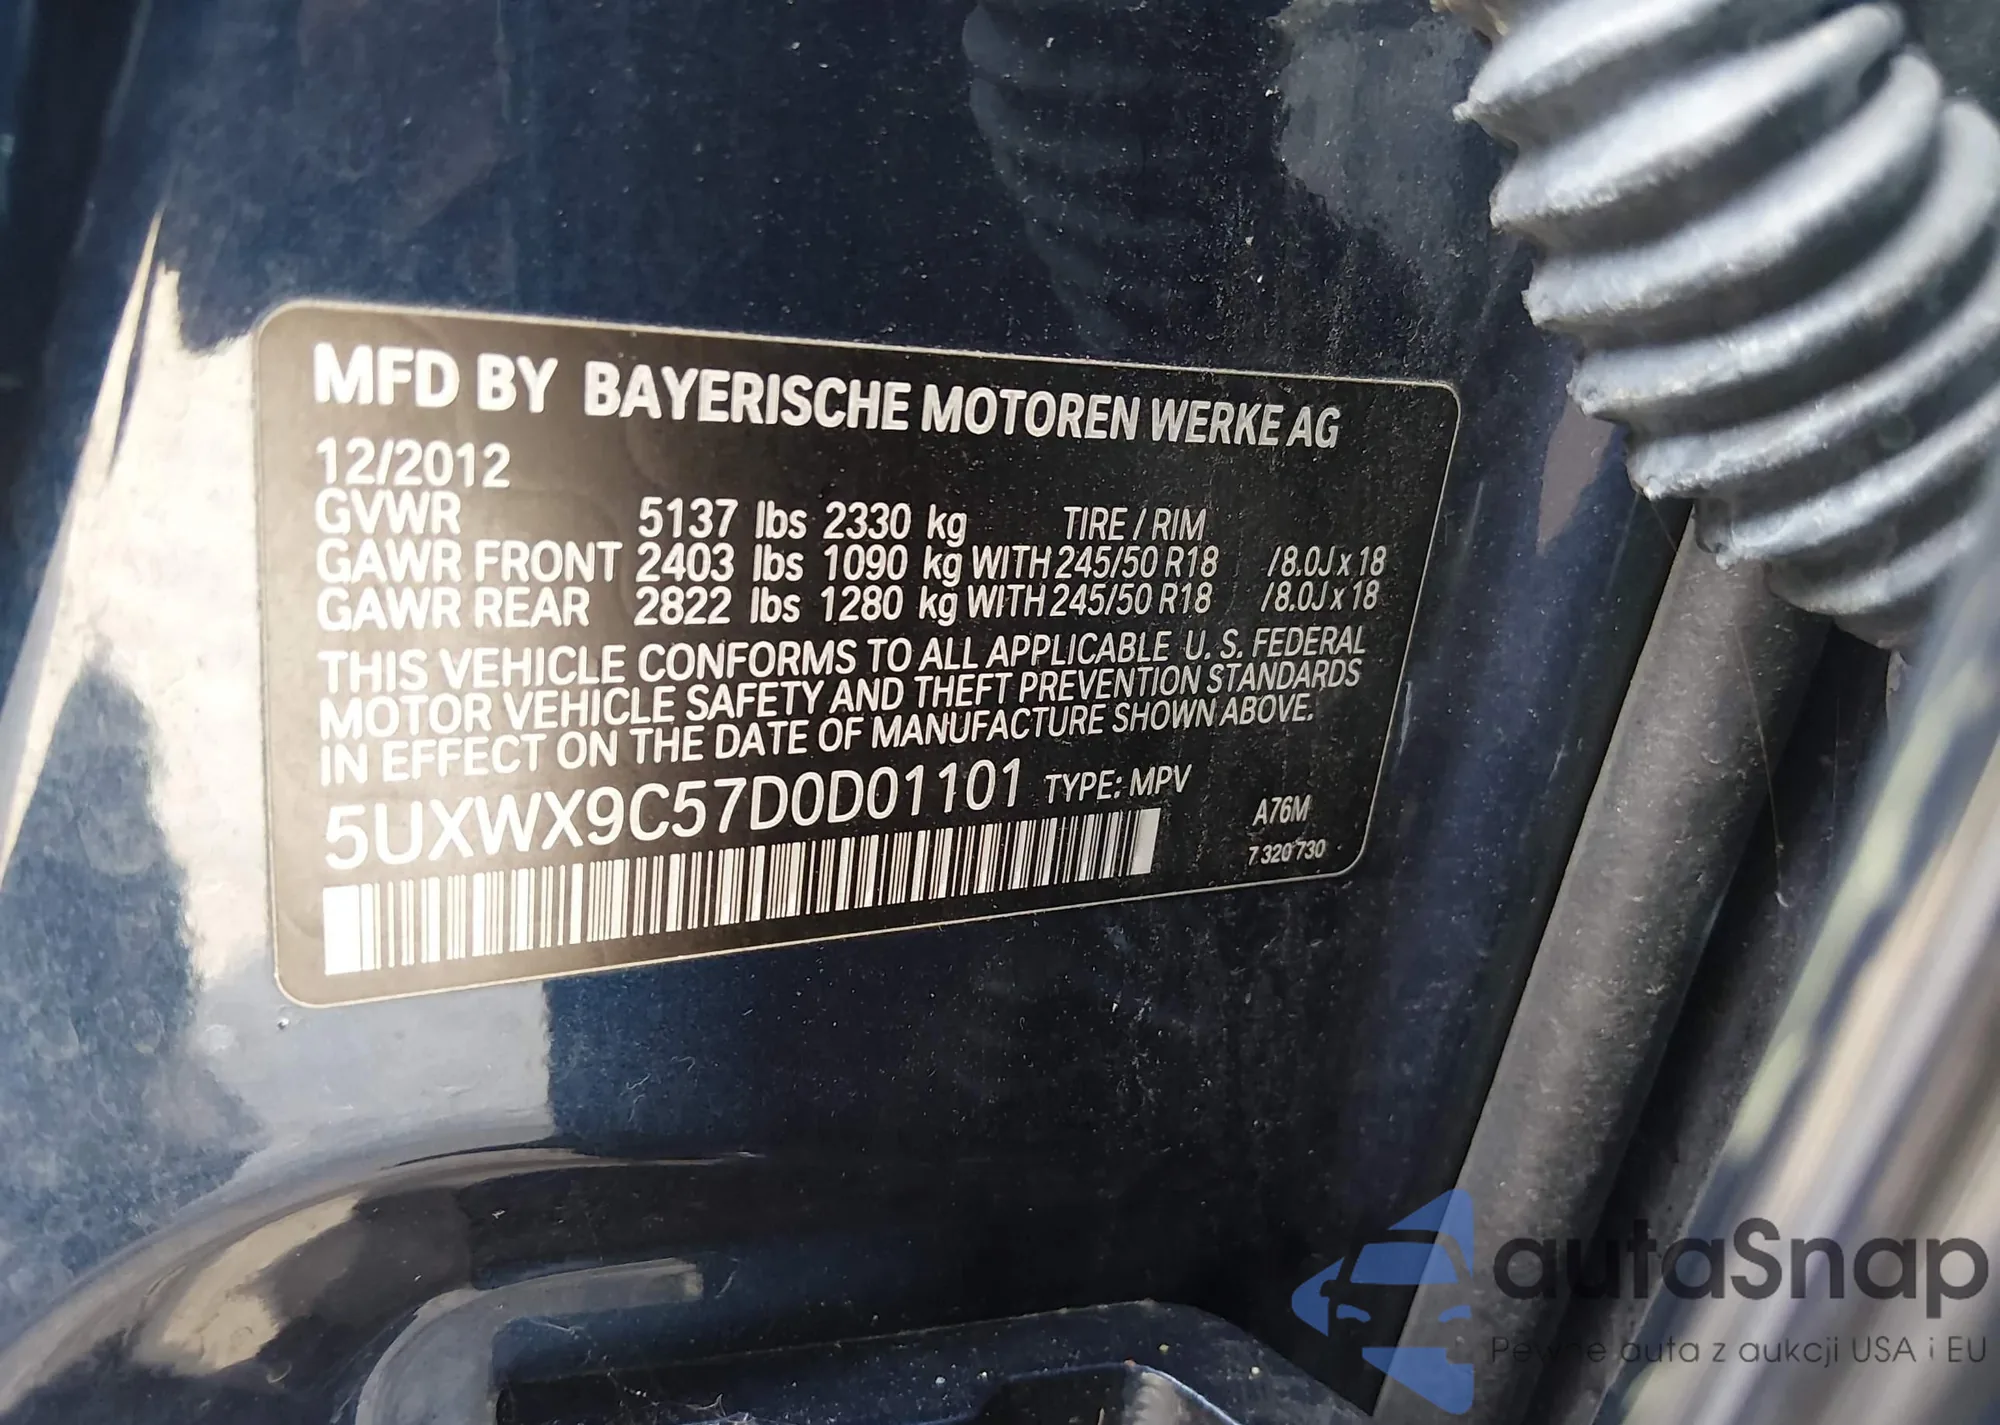 MFD BY BAYERISCHE MOTOREN WERKE AG
12/2012
GVWR 5137 lbs 2330 kg TIRE / RIM
GAWR FRONT 2403 lbs 1090 kg WITH 245/50 R18 /8.0J x 18
GAWR REAR 2822 lbs 1280 kg WITH 245/50 R18 /8.0J x 18
THIS VEHICLE CONFORMS TO ALL APPLICABLE U. S. FEDERAL
MOTOR VEHICLE SAFETY AND THEFT PREVENTION STANDARDS
IN EFFECT ON THE DATE OF MANUFACTURE SHOWN ABOVE.
5UXWX9C57D0D01101 TYPE: MPV
A76M
7 320 730
autaSnap
Pewne auta z aukcji USA i EU